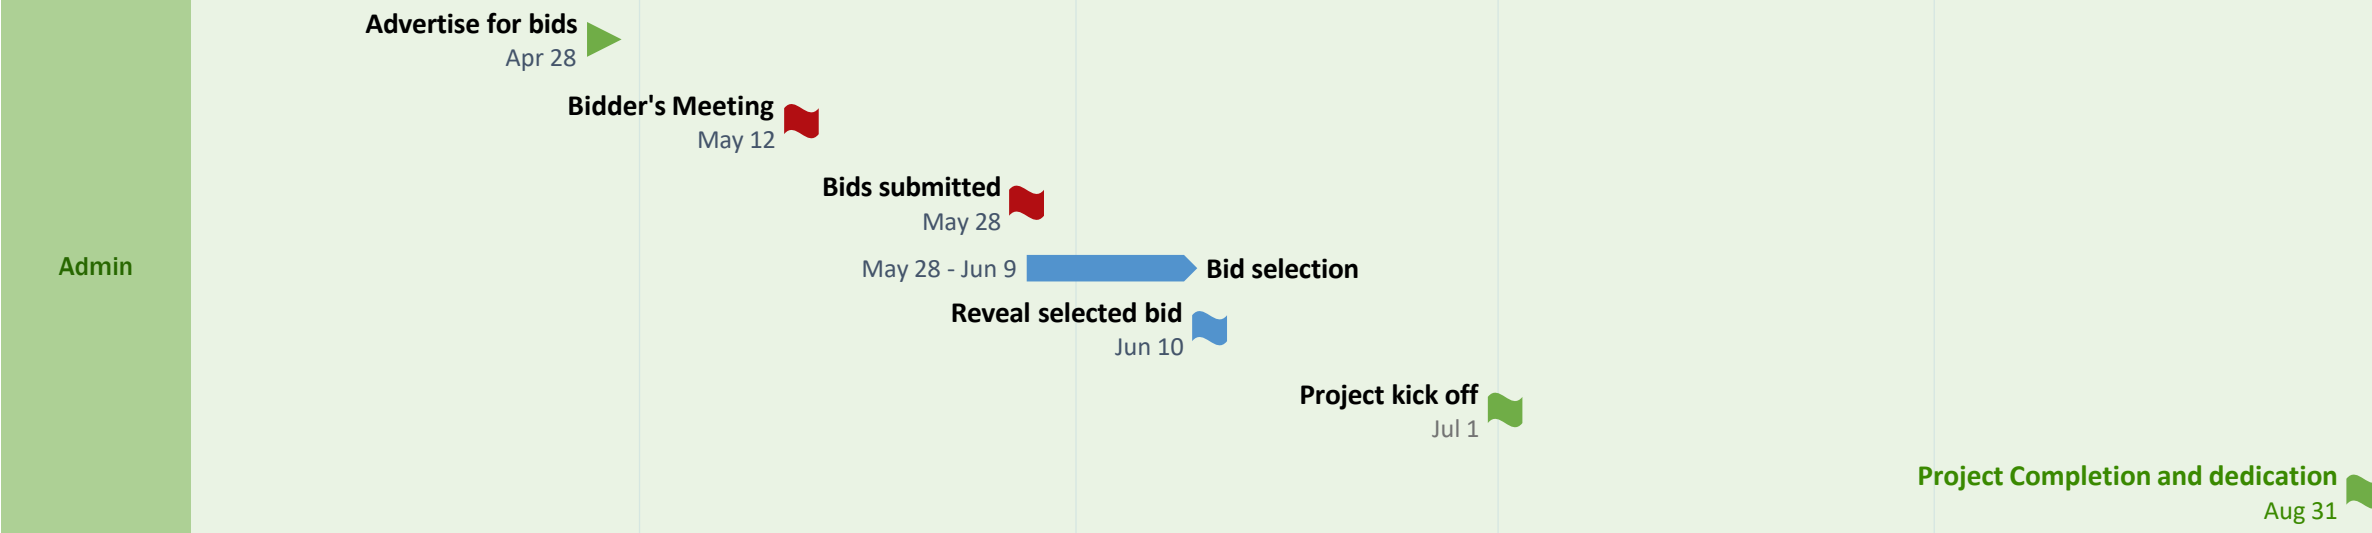 Advertise for bids
Apr 28
Bidder's Meeting
May 12
Bids submitted
May 28
Admin
May 28 - Jun 9
Bid selection
Reveal selected bid
Jun 10
Project kick off
Jul 1
Project Completion and dedication
Aug 31